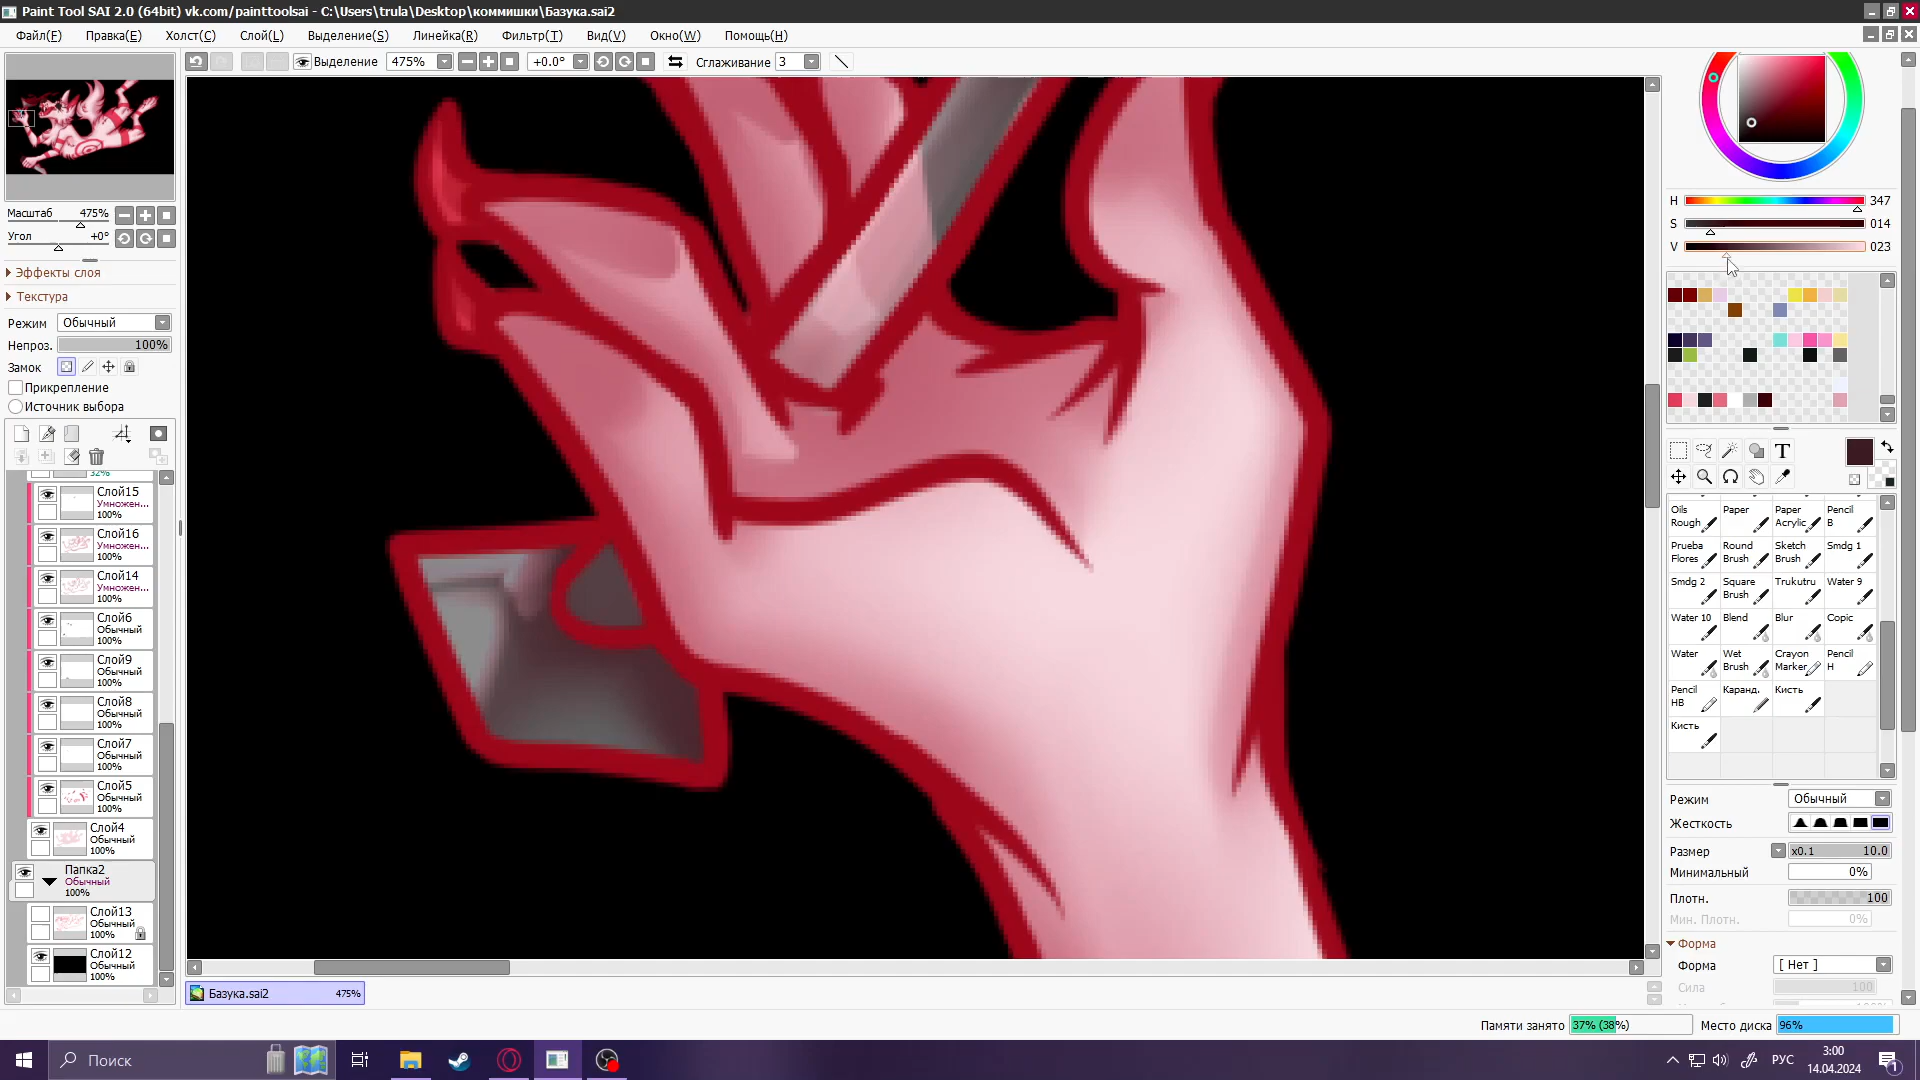 Paint Tool SAI 2.0 (64bit) vk.com/painttoolsai - C:\Users\trula\Desktop\коммишки\Базука.sai2
Файл(F) Правка(E) Холст(C) Слой(L) Выделение(S) Линейка(R) Фильтр(T) Вид(V) Окно(W) Помощь(H)
Выделение 475% +0.0° Сглаживание 3
Масштаб 475%
Угол +0°
Эффекты слоя
Текстура
Режим Обычный
Непроз. 100%
Замок
Прикрепление
Источник выбора
32%
Слой15
Умножен...
100%
Слой16
Умножен...
100%
Слой14
Умножен...
100%
Слой6
Обычный
100%
Слой9
Обычный
100%
Слой8
Обычный
100%
Слой7
Обычный
100%
Слой5
Обычный
100%
Слой4
Обычный
100%
Папка2
Обычный
100%
Слой13
Обычный
100%
Слой12
Обычный
100%
H 347
S 014
V 023
T
Oils Rough Paper Paper Acrylic Pencil B
Prueba Flores Round Brush Sketch Brush Smdg 1
Smdg 2 Square Brush Trukutru Water 9
Water 10 Blend Blur Copic
Water Wet Brush Crayon Marker Pencil H
Pencil HB Каранд. Кисть
Кисть
Режим Обычный
Жесткость
Размер x0.1 10.0
Минимальный 0%
Плотн. 100
Мин. Плотн. 0%
Форма
Форма [ Нет ]
Сила 100
Базука.sai2 475%
Памяти занято 37% (38%) Место диска 96%
Поиск
РУС
3:00
14.04.2024
1